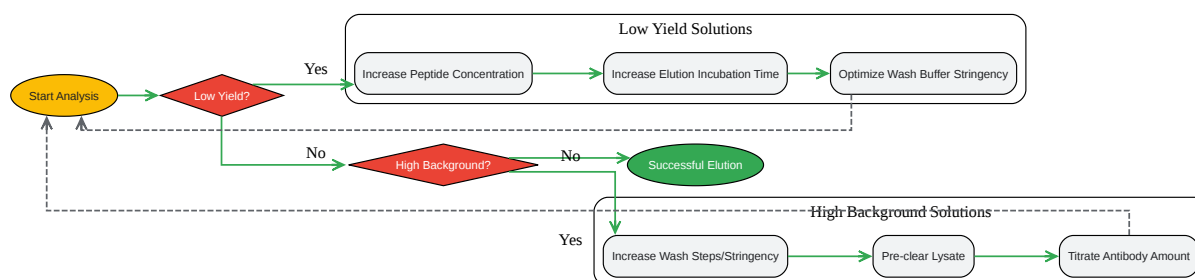 Low Yield Solutions
Yes
Increase Peptide Concentration
Increase Elution Incubation Time
Optimize Wash Buffer Stringency
Start Analysis
Low Yield?
No
High Background?
No
Successful Elution
High Background Solutions
Yes
Increase Wash Steps/Stringency
Pre-clear Lysate
Titrate Antibody Amount